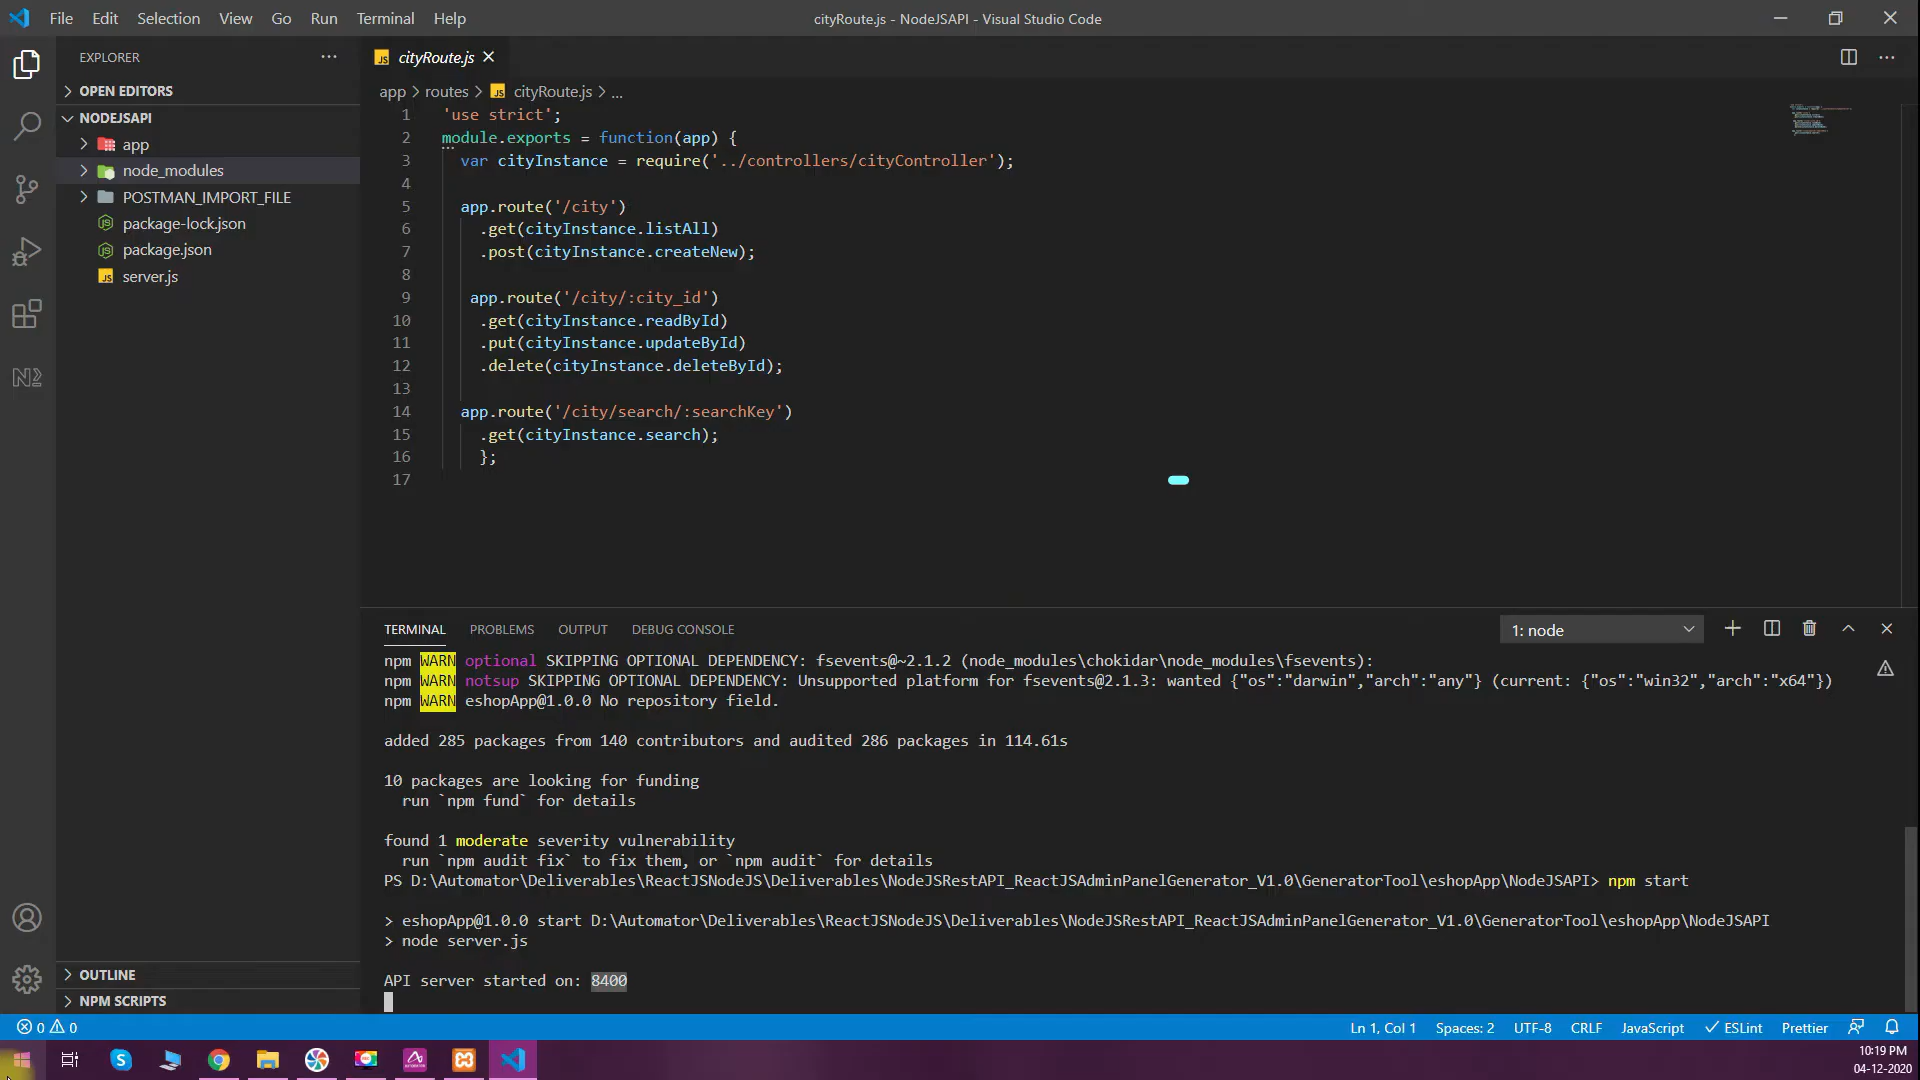 File Edit Selection View Go Run Terminal Help
cityRoute.js - NodeJSAPI - Visual Studio Code
EXPLORER
OPEN EDITORS
NODEJSAPI
app
node_modules
POSTMAN_IMPORT_FILE
package-lock.json
package.json
server.js
OUTLINE
NPM SCRIPTS
JS cityRoute.js
app > routes > JS cityRoute.js > ...
1 'use strict';
2 module.exports = function(app) {
3 var cityInstance = require('../controllers/cityController');
4
5 app.route('/city')
6 .get(cityInstance.listAll)
7 .post(cityInstance.createNew);
8
9 app.route('/city/:city_id')
10 .get(cityInstance.readById)
11 .put(cityInstance.updateById)
12 .delete(cityInstance.deleteById);
13
14 app.route('/city/search/:searchKey')
15 .get(cityInstance.search);
16 };
17
TERMINAL PROBLEMS OUTPUT DEBUG CONSOLE
1: node
npm WARN optional SKIPPING OPTIONAL DEPENDENCY: fsevents@~2.1.2 (node_modules\chokidar\node_modules\fsevents):
npm WARN notsup SKIPPING OPTIONAL DEPENDENCY: Unsupported platform for fsevents@2.1.3: wanted {"os":"darwin","arch":"any"} (current: {"os":"win32","arch":"x64"})
npm WARN eshopApp@1.0.0 No repository field.
added 285 packages from 140 contributors and audited 286 packages in 114.61s
10 packages are looking for funding
run `npm fund` for details
found 1 moderate severity vulnerability
run `npm audit fix` to fix them, or `npm audit` for details
PS D:\Automator\Deliverables\ReactJSNodeJS\Deliverables\NodeJSRestAPI_ReactJSAdminPanelGenerator_V1.0\GeneratorTool\eshopApp\NodeJSAPI> npm start
> eshopApp@1.0.0 start D:\Automator\Deliverables\ReactJSNodeJS\Deliverables\NodeJSRestAPI_ReactJSAdminPanelGenerator_V1.0\GeneratorTool\eshopApp\NodeJSAPI
> node server.js
API server started on: 8400
0 0
Ln 1, Col 1 Spaces: 2 UTF-8 CRLF JavaScript ESLint Prettier
10:19 PM
04-12-2020